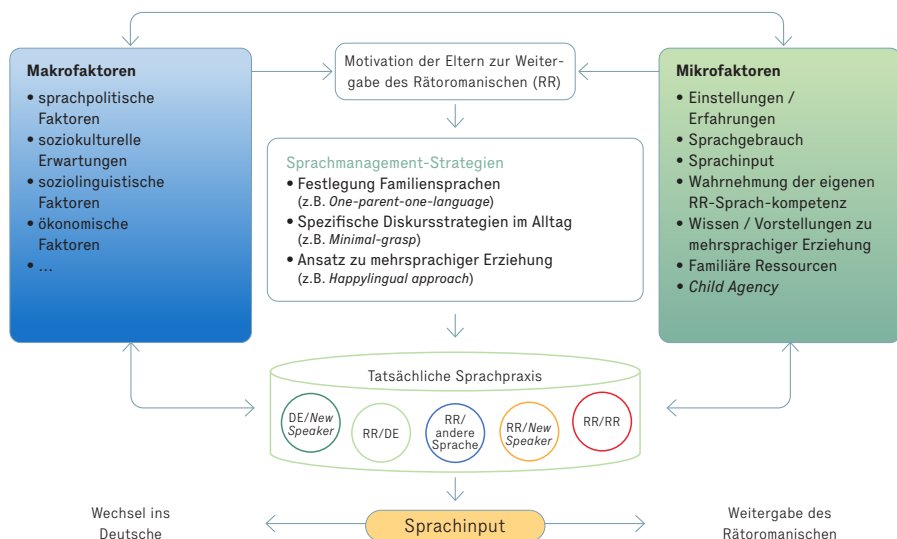 Makrofaktoren
• sprachpolitische
Faktoren
• soziokulturelle
Erwartungen
• soziolinguistische
Faktoren
• ökonomische
Faktoren
• ...
Motivation der Eltern zur Weiter-
gabe des Rätoromanischen (RR)
Sprachmanagement-Strategien
• Festlegung Familiensprachen
(z.B. One-parent-one-language)
• Spezifische Diskursstrategien im Alltag
(z.B. Minimal-grasp)
• Ansatz zu mehrsprachiger Erziehung
(z.B. Happylingual approach)
Mikrofaktoren
• Einstellungen /
Erfahrungen
• Sprachgebrauch
• Sprachinput
• Wahrnehmung der eigenen
RR-Sprach-kompetenz
• Wissen / Vorstellungen zu
mehrsprachiger Erziehung
• Familiäre Ressourcen
• Child Agency
Tatsächliche Sprachpraxis
DE/New
Speaker
RR/DE
RR/
andere
Sprache
RR/New
Speaker
RR/RR
Wechsel ins
Deutsche
Sprachinput
Weitergabe des
Rätoromanischen